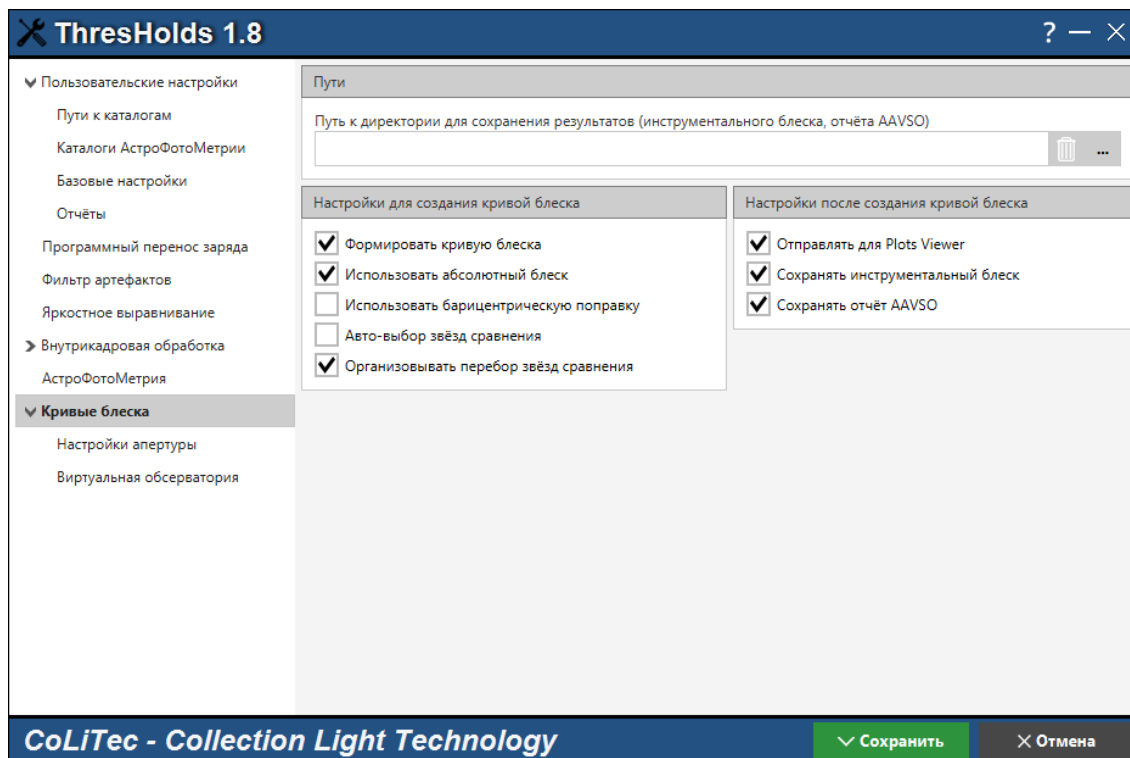 ThresHolds 1.8
?
Пользовательские настройки
Пути к каталогам
Каталоги АстроФотоМетрии
Базовые настройки
Отчёты
Программный перенос заряда
Фильтр артефактов
Яркостное выравнивание
Внутрикадровая обработка
АстроФотоМетрия
Кривые блеска
Настройки апертуры
Виртуальная обсерватория
Пути
Путь к директории для сохранения результатов (инструментального блеска, отчёта AAVSO)
...
Настройки для создания кривой блеска
Формировать кривую блеска
Использовать абсолютный блеск
Использовать барицентрическую поправку
Авто-выбор звёзд сравнения
Организовывать перебор звёзд сравнения
Настройки после создания кривой блеска
Отправлять для Plots Viewer
Сохранять инструментальный блеск
Сохранять отчёт AAVSO
CoLiTec - Collection Light Technology
Сохранить
Отмена